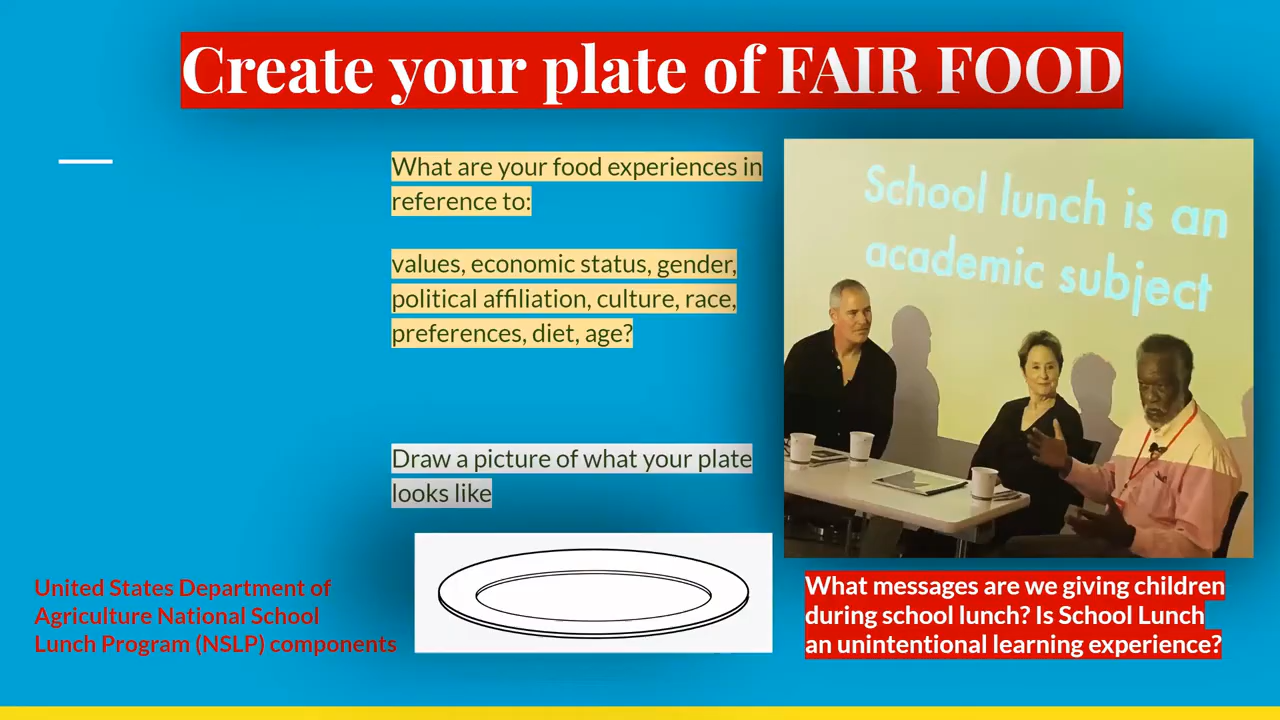 Create your plate of FAIR FOOD
What are your food experiences in
reference to:
values, economic status, gender,
political affiliation, culture, race,
preferences, diet, age?
Draw a picture of what your plate
looks like
United States Department of
Agriculture National School
Lunch Program (NSLP) components
School lunch is an
academic subject
What messages are we giving children
during school lunch? Is School Lunch
an unintentional learning experience?